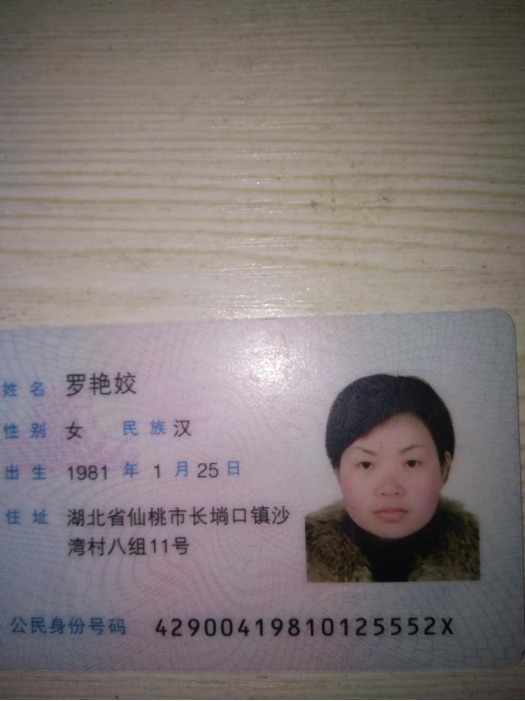 姓名 罗艳姣
性别 女 民族 汉
出生 1981 年 1 月 25 日
住址 湖北省仙桃市长埫口镇沙
湾村八组11号
公民身份号码 42900419810125552X